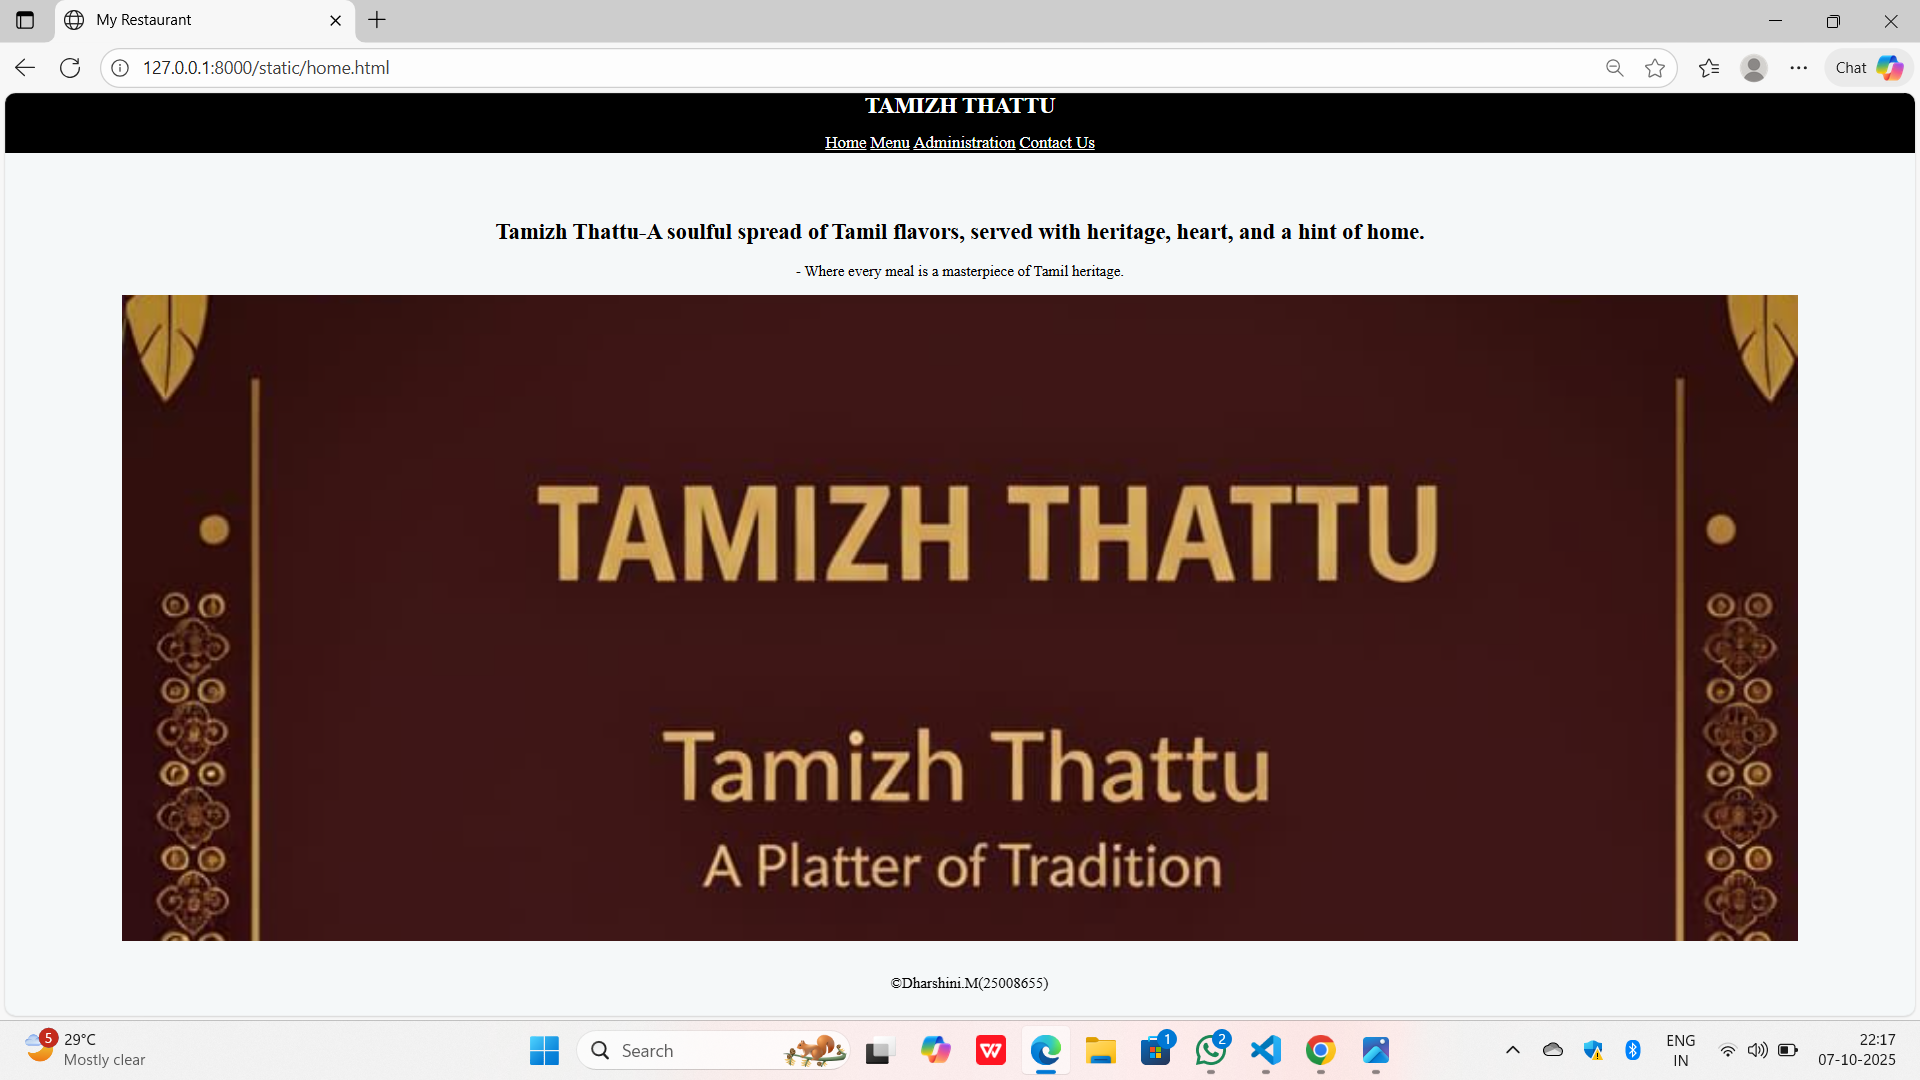 My Restaurant
127.0.0.1:8000/static/home.html
Chat
TAMIZH THATTU
Home Menu Administration Contact Us
Tamizh Thattu-A soulful spread of Tamil flavors, served with heritage, heart, and a hint of home.
- Where every meal is a masterpiece of Tamil heritage.
TAMIZH THATTU
Tamizh Thattu
A Platter of Tradition
©Dharshini.M(25008655)
5
29°C
Mostly clear
Search
W
1
2
ENG
IN
22:17
07-10-2025